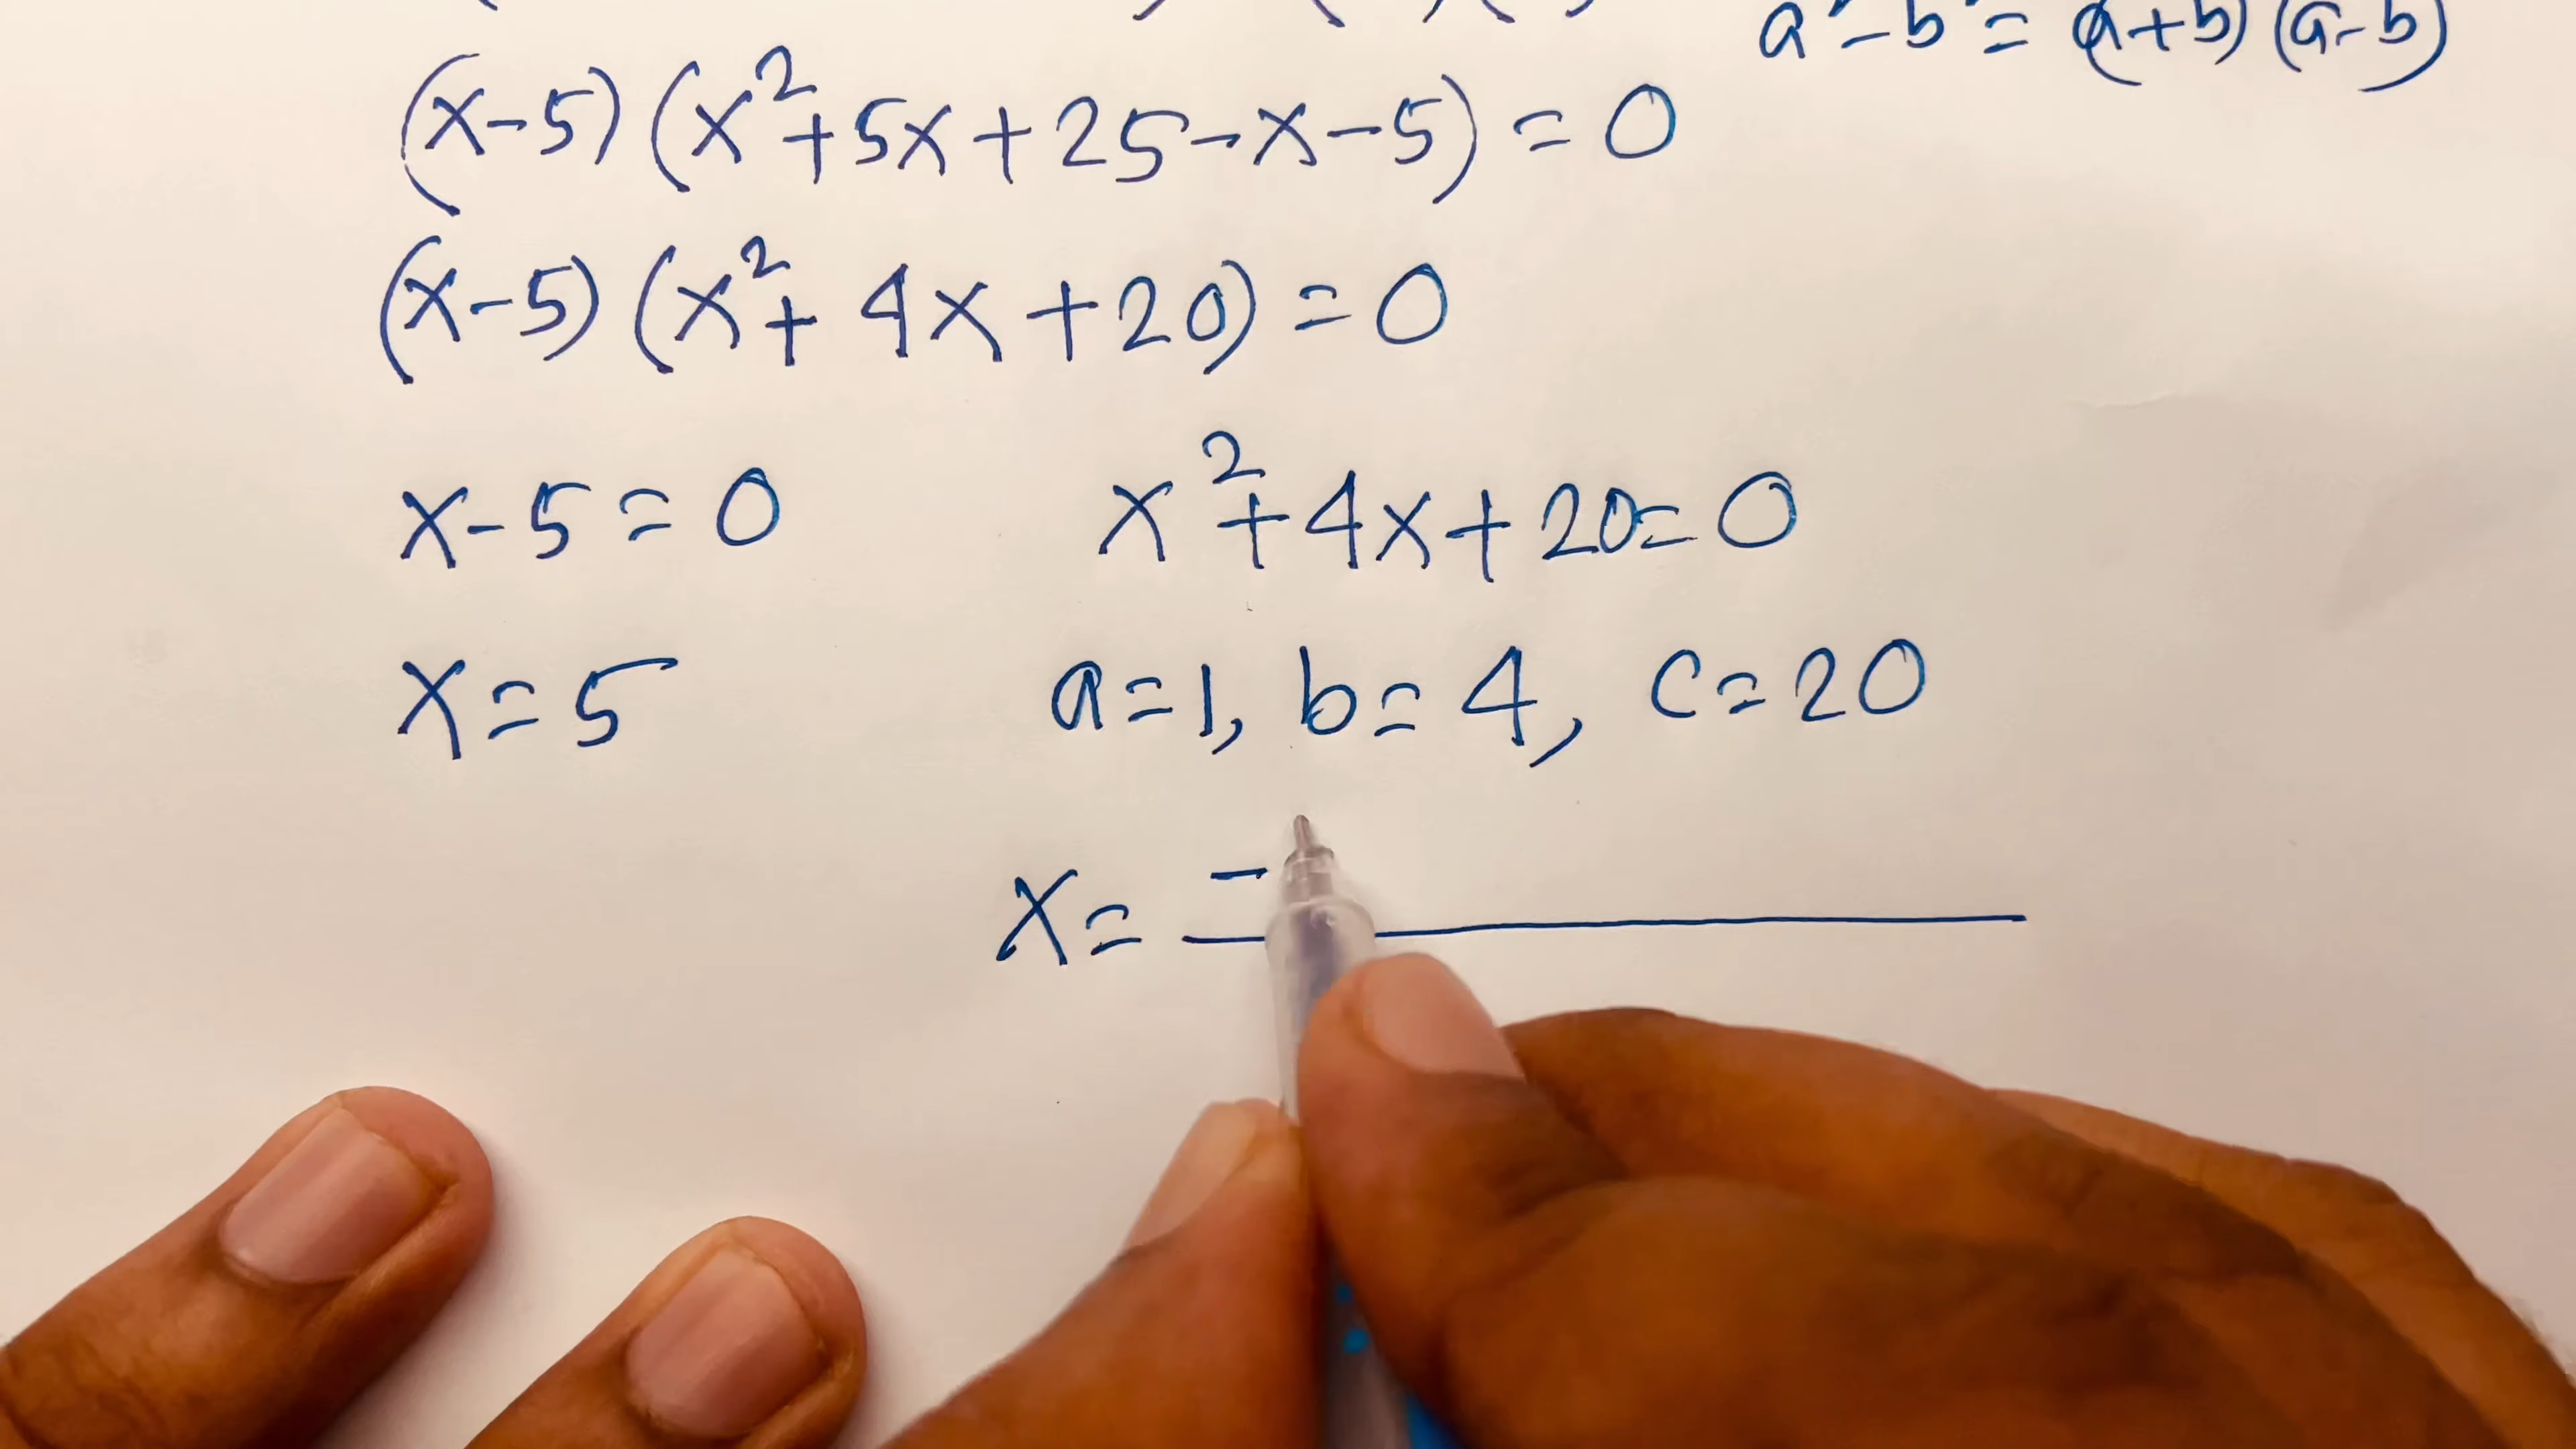 a²-b²= (a+b)(a-b)
(x-5)(x²+5x+25-x-5)=0
(x-5)(x²+4x+20)=0
x-5=0 x²+4x+20=0
x=5 a=1, b=4, c=20
x= -